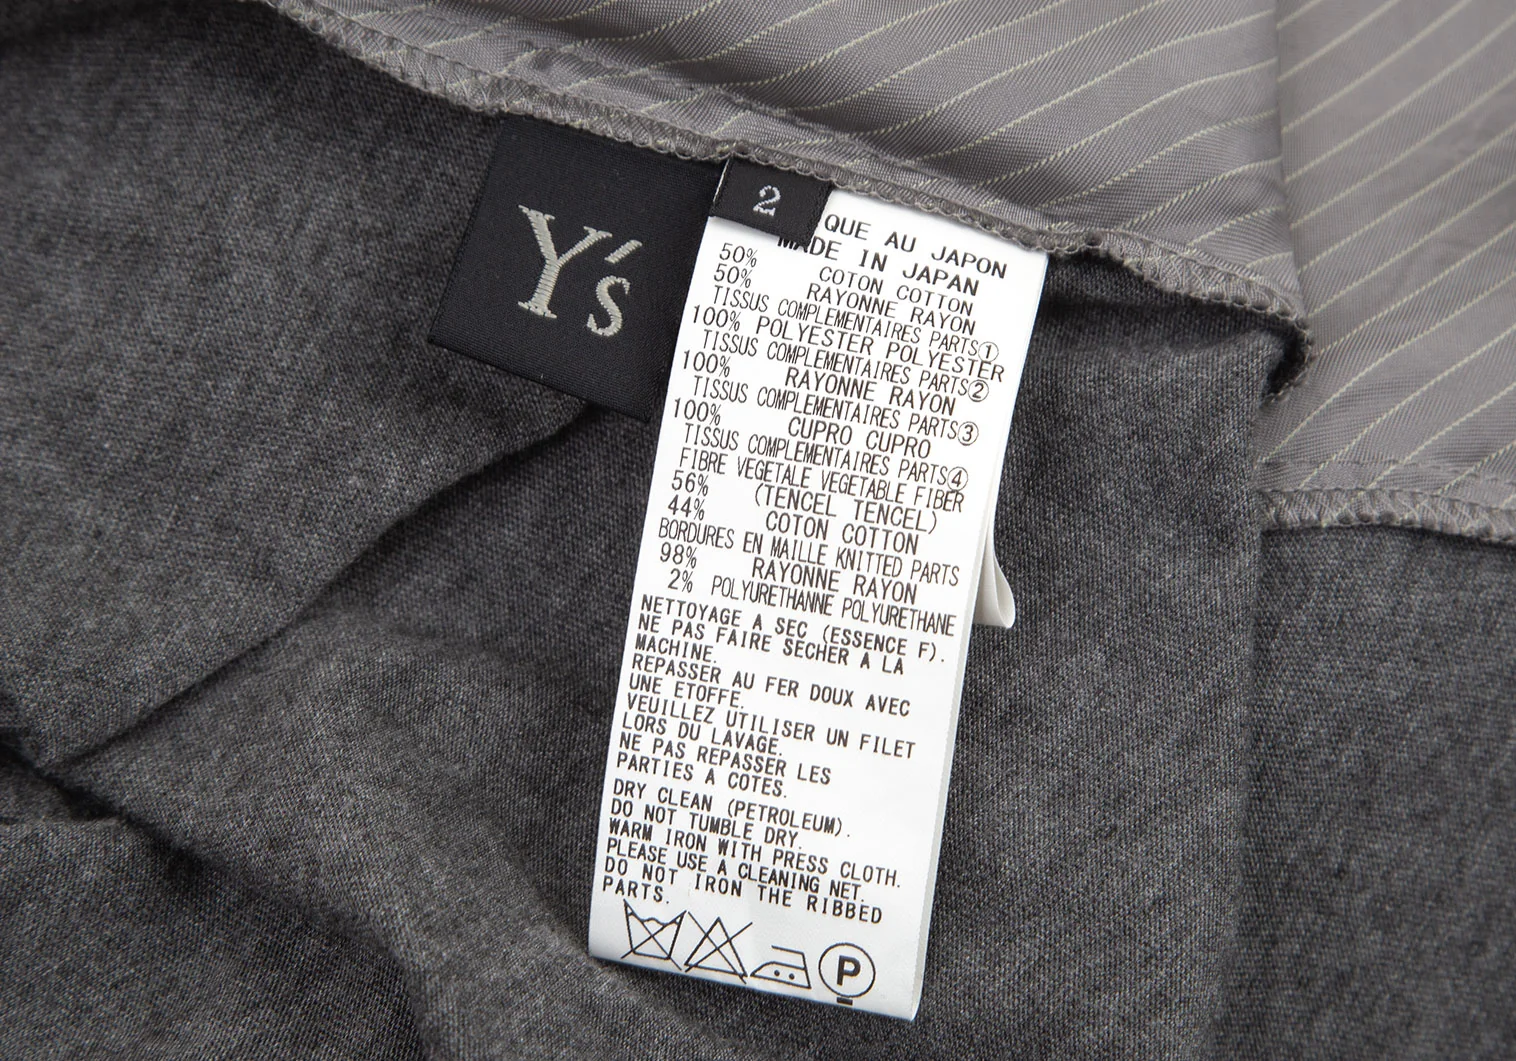 Y's
2
QUE AU JAPON
MADE IN JAPAN
50% COTON COTTON
50% RAYONNE RAYON
TISSUS COMPLEMENTAIRES PARTS①
100% POLYESTER POLYESTER
TISSUS COMPLEMENTAIRES PARTS②
100% RAYONNE RAYON
TISSUS COMPLEMENTAIRES PARTS③
100% CUPRO CUPRO
TISSUS COMPLEMENTAIRES PARTS④
FIBRE VEGETALE VEGETABLE FIBER
56% (TENCEL TENCEL)
44% COTON COTTON
BORDURES EN MAILLE KNITTED PARTS
98% RAYONNE RAYON
2% POLYURETHANNE POLYURETHANE
NETTOYAGE A SEC (ESSENCE F).
NE PAS FAIRE SECHER A LA
MACHINE.
REPASSER AU FER DOUX AVEC
UNE ETOFFE.
VEUILLEZ UTILISER UN FILET
LORS DU LAVAGE.
NE PAS REPASSER LES
PARTIES A COTES.
DRY CLEAN (PETROLEUM).
DO NOT TUMBLE DRY.
WARM IRON WITH PRESS CLOTH.
PLEASE USE A CLEANING NET.
DO NOT IRON THE RIBBED
PARTS.
P